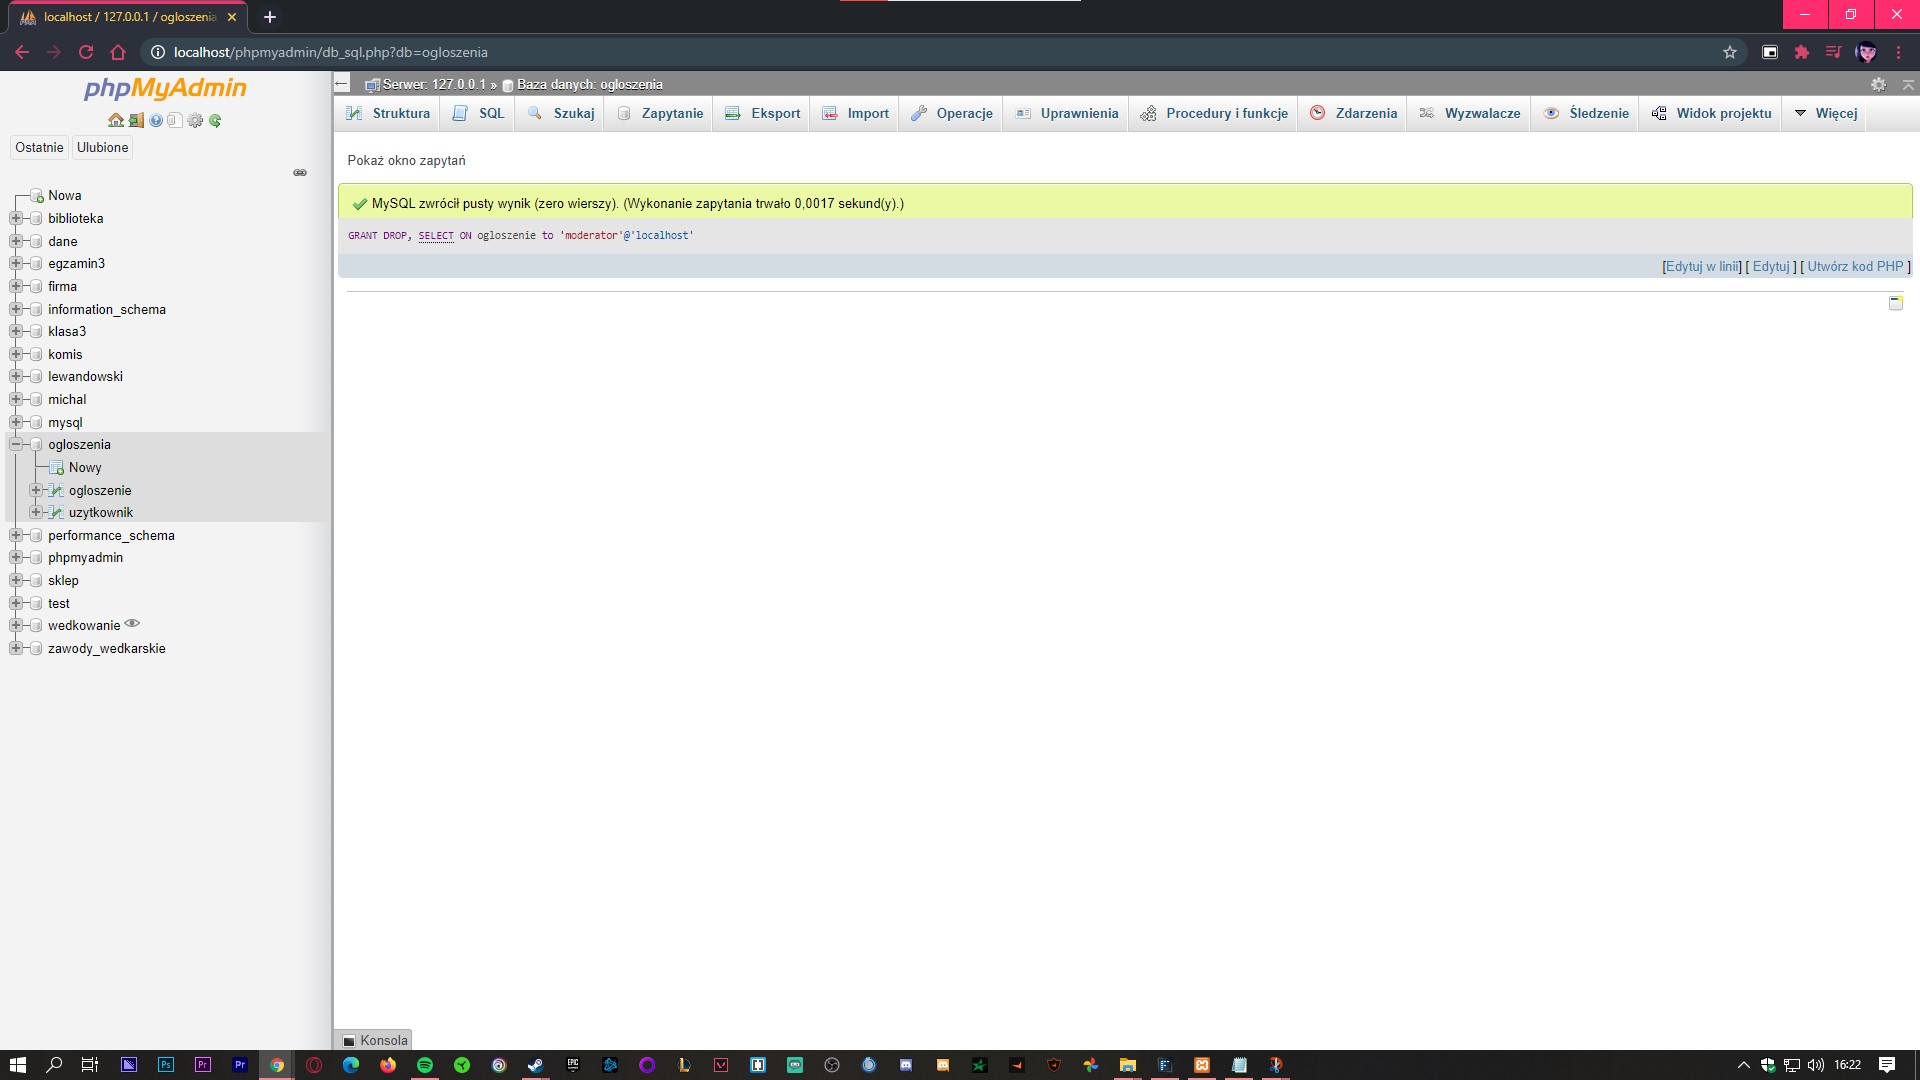 localhost / 127.0.0.1 / ogloszenia
localhost/phpmyadmin/db_sql.php?db=ogloszenia
phpMyAdmin
Ostatnie
Ulubione
Nowa
biblioteka
dane
egzamin3
firma
information_schema
klasa3
komis
lewandowski
michal
mysql
ogloszenia
Nowy
ogloszenie
uzytkownik
performance_schema
phpmyadmin
sklep
test
wedkowanie
zawody_wedkarskie
Serwer: 127.0.0.1 » Baza danych: ogloszenia
Struktura SQL Szukaj Zapytanie Eksport Import Operacje Uprawnienia Procedury i funkcje Zdarzenia Wyzwalacze Śledzenie Widok projektu Więcej
Pokaż okno zapytań
MySQL zwrócił pusty wynik (zero wierszy). (Wykonanie zapytania trwało 0,0017 sekund(y).)
GRANT DROP, SELECT ON ogloszenie to 'moderator'@'localhost'
[Edytuj w linii] [ Edytuj ] [ Utwórz kod PHP ]
Konsola
Ps
Pr
Pr
EPIC
16:22